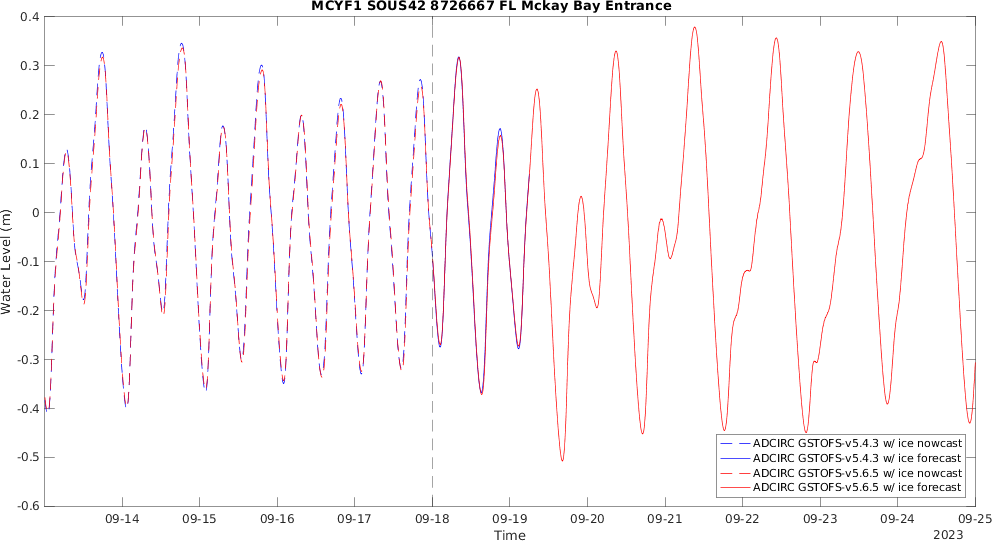 MCYF1 SOUS42 8726667 FL Mckay Bay Entrance
0.4
0.3
0.2
0.1
0
-0.1
-0.2
-0.3
-0.4
-0.5
-0.6
Water Level (m)
ADCIRC GSTOFS-v5.4.3 w/ ice nowcast
ADCIRC GSTOFS-v5.4.3 w/ ice forecast
ADCIRC GSTOFS-v5.6.5 w/ ice nowcast
ADCIRC GSTOFS-v5.6.5 w/ ice forecast
09-14 09-15 09-16 09-17 09-18 09-19 09-20 09-21 09-22 09-23 09-24 09-25
Time
2023